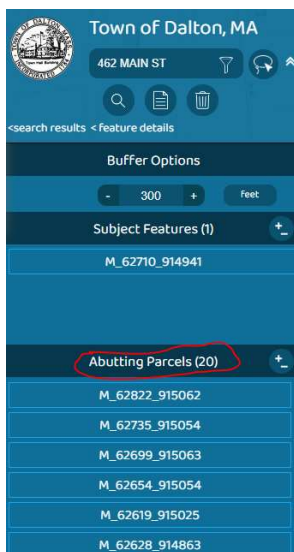 Town of Dalton, MA
462 MAIN ST
<search results < feature details
Buffer Options
- 300 + feet
Subject Features (1)
M_62710_914941
Abutting Parcels (20)
M_62822_915062
M_62735_915054
M_62699_915063
M_62654_915054
M_62619_915025
M_62628_914863